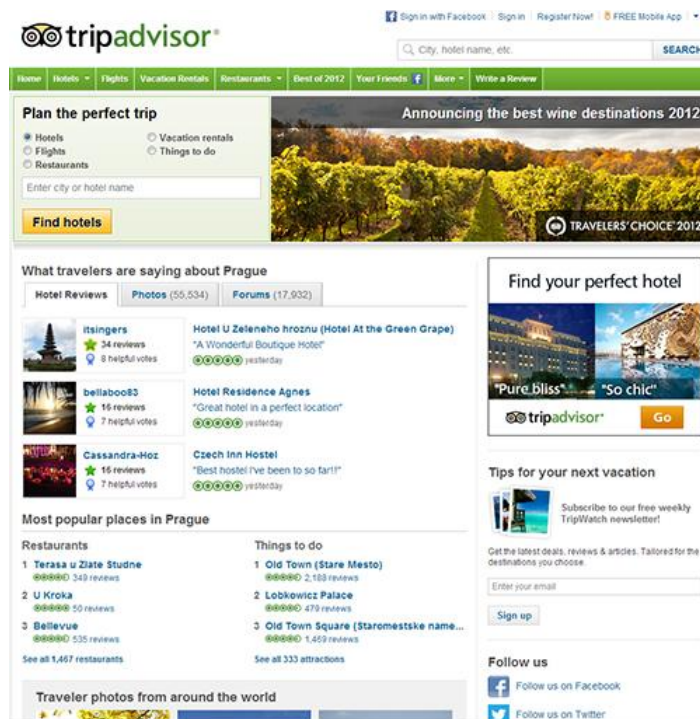 Sign in with Facebook Sign in Register Now! FREE Mobile App
tripadvisor®
City, hotel name, etc. SEARCH
Home Hotels Flights Vacation Rentals Restaurants Best of 2012 Your Friends More Write a Review
Plan the perfect trip
Hotels Vacation rentals
Flights Things to do
Restaurants
Enter city or hotel name
Find hotels
Announcing the best wine destinations 2012
TRAVELERS' CHOICE 2012
What travelers are saying about Prague
Hotel Reviews Photos (55,534) Forums (17,932)
itsingers
34 reviews
8 helpful votes
Hotel U Zeleneho hroznu (Hotel At the Green Grape)
"A Wonderful Boutique Hotel"
yesterday
bellaboo83
16 reviews
7 helpful votes
Hotel Residence Agnes
"Great hotel in a perfect location"
yesterday
Cassandra-Hoz
16 reviews
7 helpful votes
Czech Inn Hostel
"Best hostel I've been to so far!!"
yesterday
Most popular places in Prague
Restaurants
1 Terasa u Zlate Studne
349 reviews
2 U Kroka
50 reviews
3 Bellevue
535 reviews
See all 1,467 restaurants
Things to do
1 Old Town (Stare Mesto)
2,188 reviews
2 Lobkowicz Palace
479 reviews
3 Old Town Square (Staromestske name...
1,459 reviews
See all 333 attractions
Traveler photos from around the world
Find your perfect hotel
"Pure bliss" "So chic"
tripadvisor® Go
Tips for your next vacation
Subscribe to our free weekly
TripWatch newsletter!
Get the latest deals, reviews & articles. Tailored for the
destinations you choose.
Enter your email
Sign up
Follow us
Follow us on Facebook
Follow us on Twitter